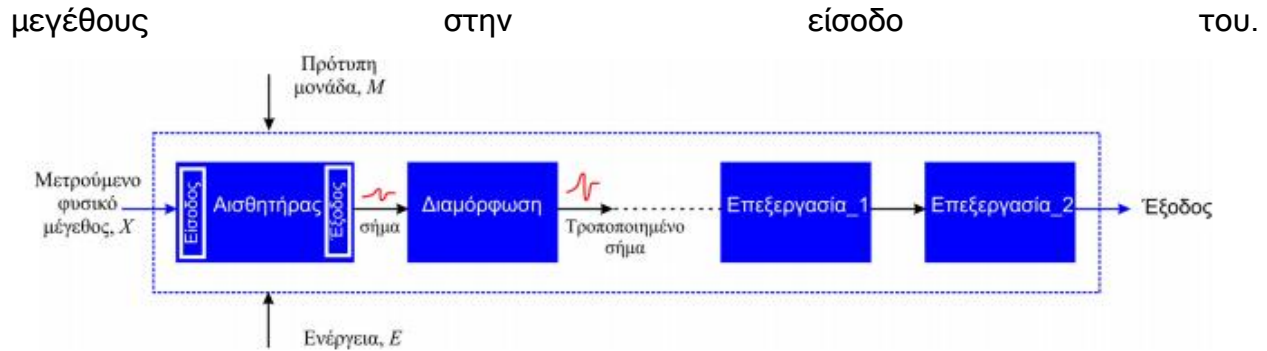 μεγέθους στην είσοδο του.
Πρότυπη
μονάδα, M
Μετρούμενο
φυσικό
μέγεθος, X
Είσοδος
Αισθητήρας
Έξοδος
σήμα
Διαμόρφωση
Τροποποιημένο
σήμα
Επεξεργασία_1
Επεξεργασία_2
Έξοδος
Ενέργεια, E